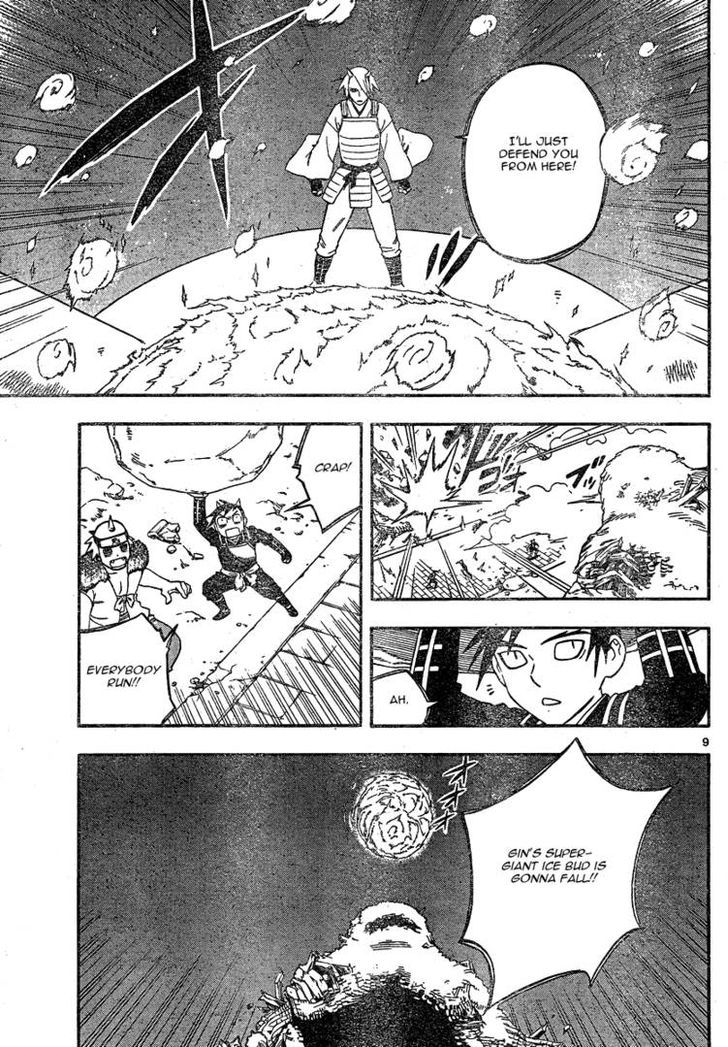 I'LL JUST
DEFEND YOU
FROM HERE!
CRAP!
EVERYBODY
RUN!!
AH.
9
GIN'S SUPER-
GIANT ICE BUD IS
GONNA FALL!!